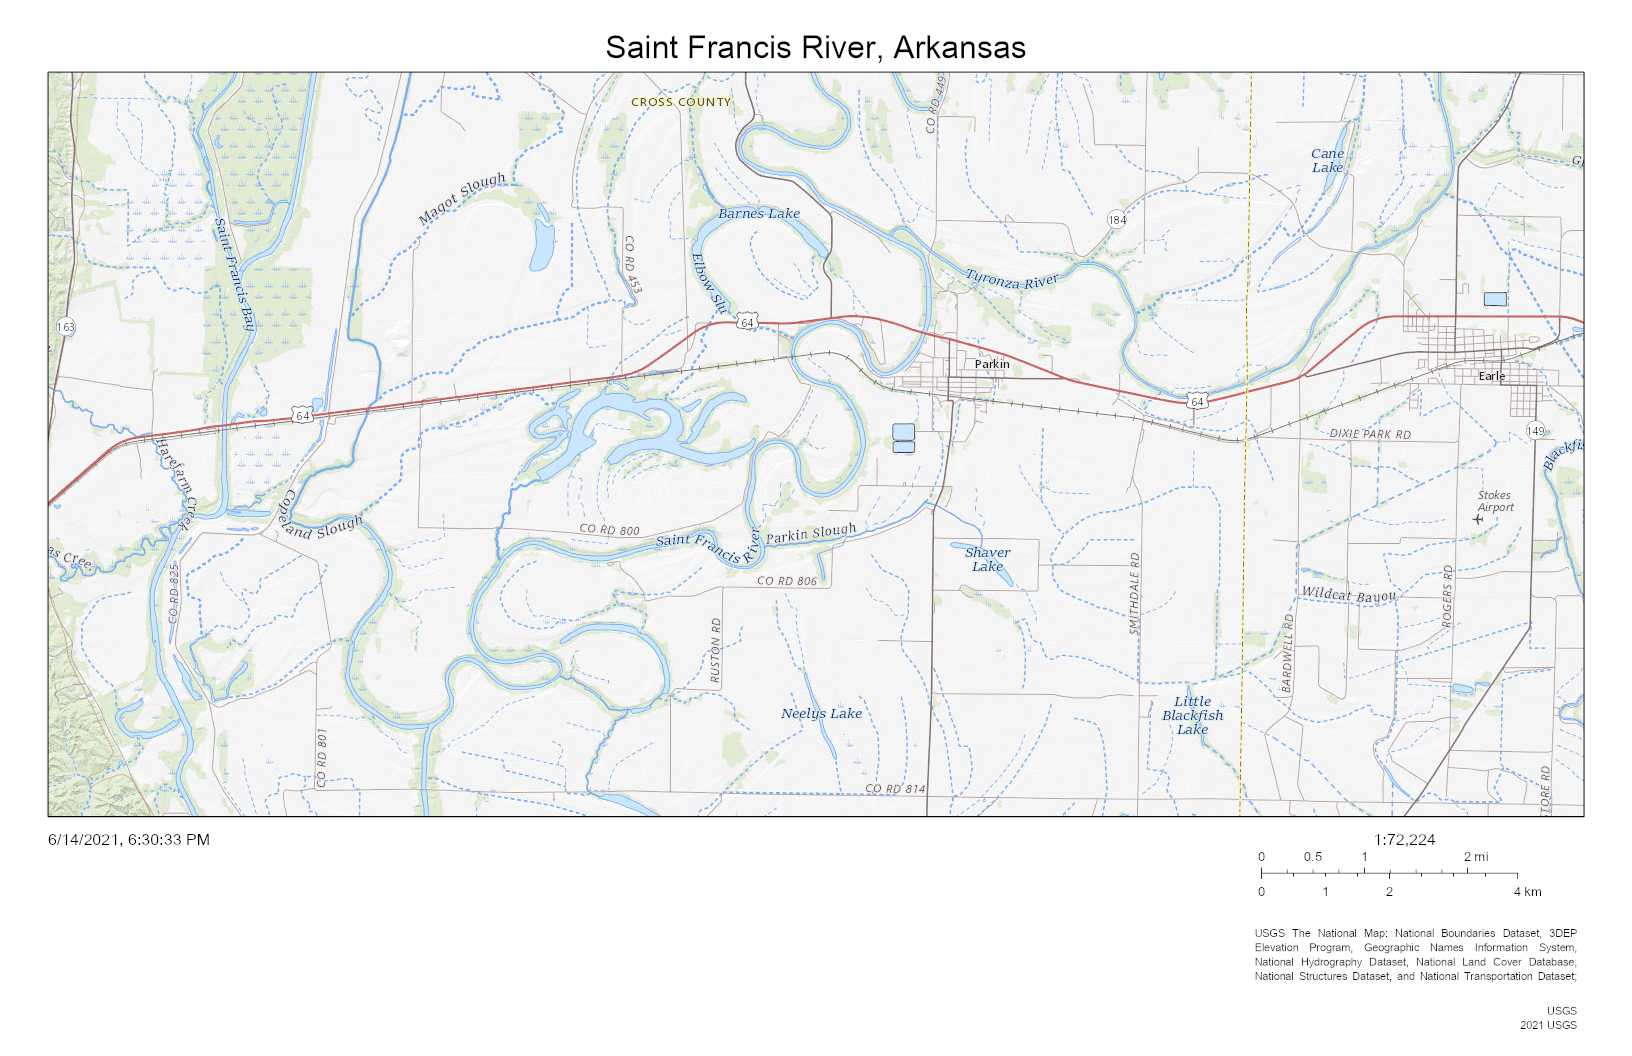 Saint Francis River, Arkansas
CROSS COUNTY
CO RD 449
Cane
Lake
Magot Slough
Barnes Lake
184
Saint Francis Bay
CO RD 453
Elbow Slu
Tyronza River
163
64
Parkin
Earle
64
64
DIXIE PARK RD
149
Harefarm Creek
Blackfis
Copeland Slough
Stokes
Airport
CO RD 800
Saint Francis River
Parkin Slough
as Cree
Shaver
Lake
CO RD 806
CO RD 825
SMITHDALE RD
Wildcat Bayou
ROGERS RD
RUSTON RD
BARDWELL RD
Neelys Lake
Little
Blackfish
Lake
CO RD 801
CO RD 814
TORE RD
6/14/2021, 6:30:33 PM
1:72,224
0 0.5 1 2 mi
0 1 2 4 km
USGS The National Map: National Boundaries Dataset, 3DEP
Elevation Program, Geographic Names Information System,
National Hydrography Dataset, National Land Cover Database,
National Structures Dataset, and National Transportation Dataset;
USGS
2021 USGS